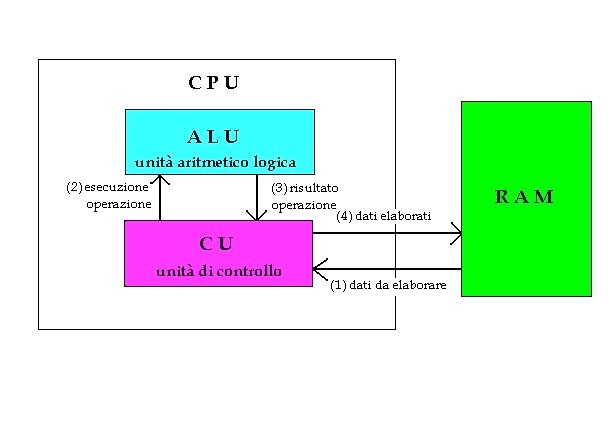 C P U
A L U
unità aritmetico logica
(2) esecuzione
operazione
(3) risultato
operazione
(4) dati elaborati
C U
unità di controllo
(1) dati da elaborare
R A M